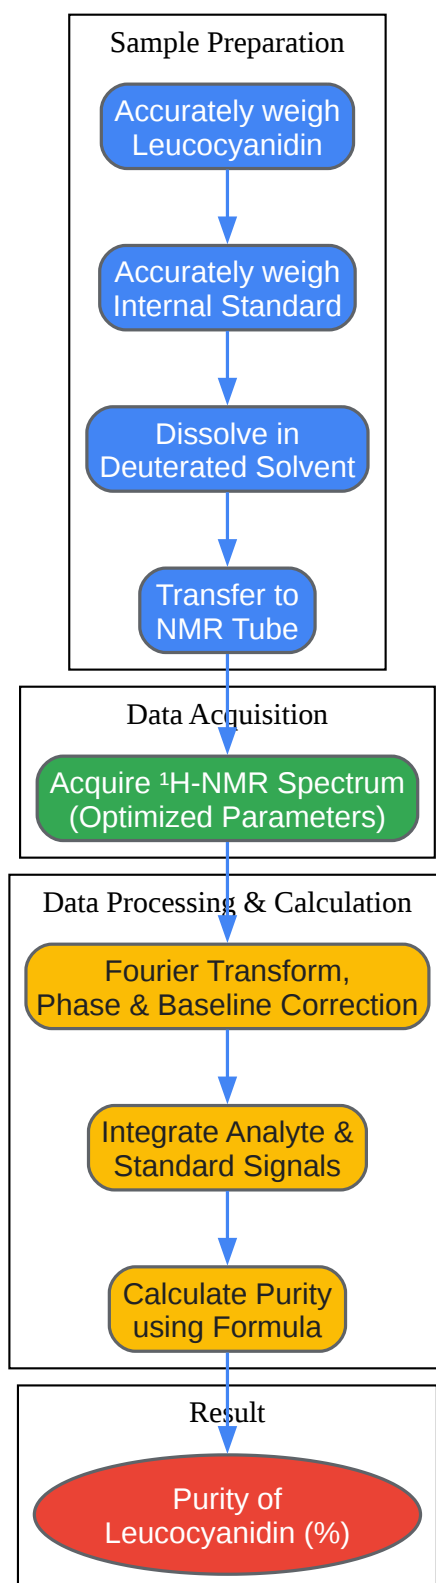 Sample Preparation
Accurately weigh
Leucocyanidin
Accurately weigh
Internal Standard
Dissolve in
Deuterated Solvent
Transfer to
NMR Tube
Data Acquisition
Acquire ¹H-NMR Spectrum
(Optimized Parameters)
Data Processing & Calculation
Fourier Transform,
Phase & Baseline Correction
Integrate Analyte &
Standard Signals
Calculate Purity
using Formula
Result
Purity of
Leucocyanidin (%)